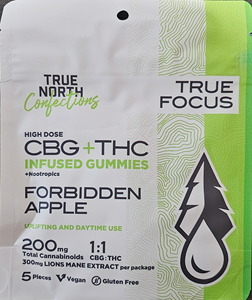 TRUE
NORTH
Confections
TRUE
FOCUS
HIGH DOSE
CBG+THC
INFUSED GUMMIES
+Nootropics
FORBIDDEN
APPLE
UPLIFTING AND DAYTIME USE
200mg 1:1
Total Cannabinoids CBG:THC
300mg LIONS MANE EXTRACT per package
5 Pieces Vegan Gluten Free